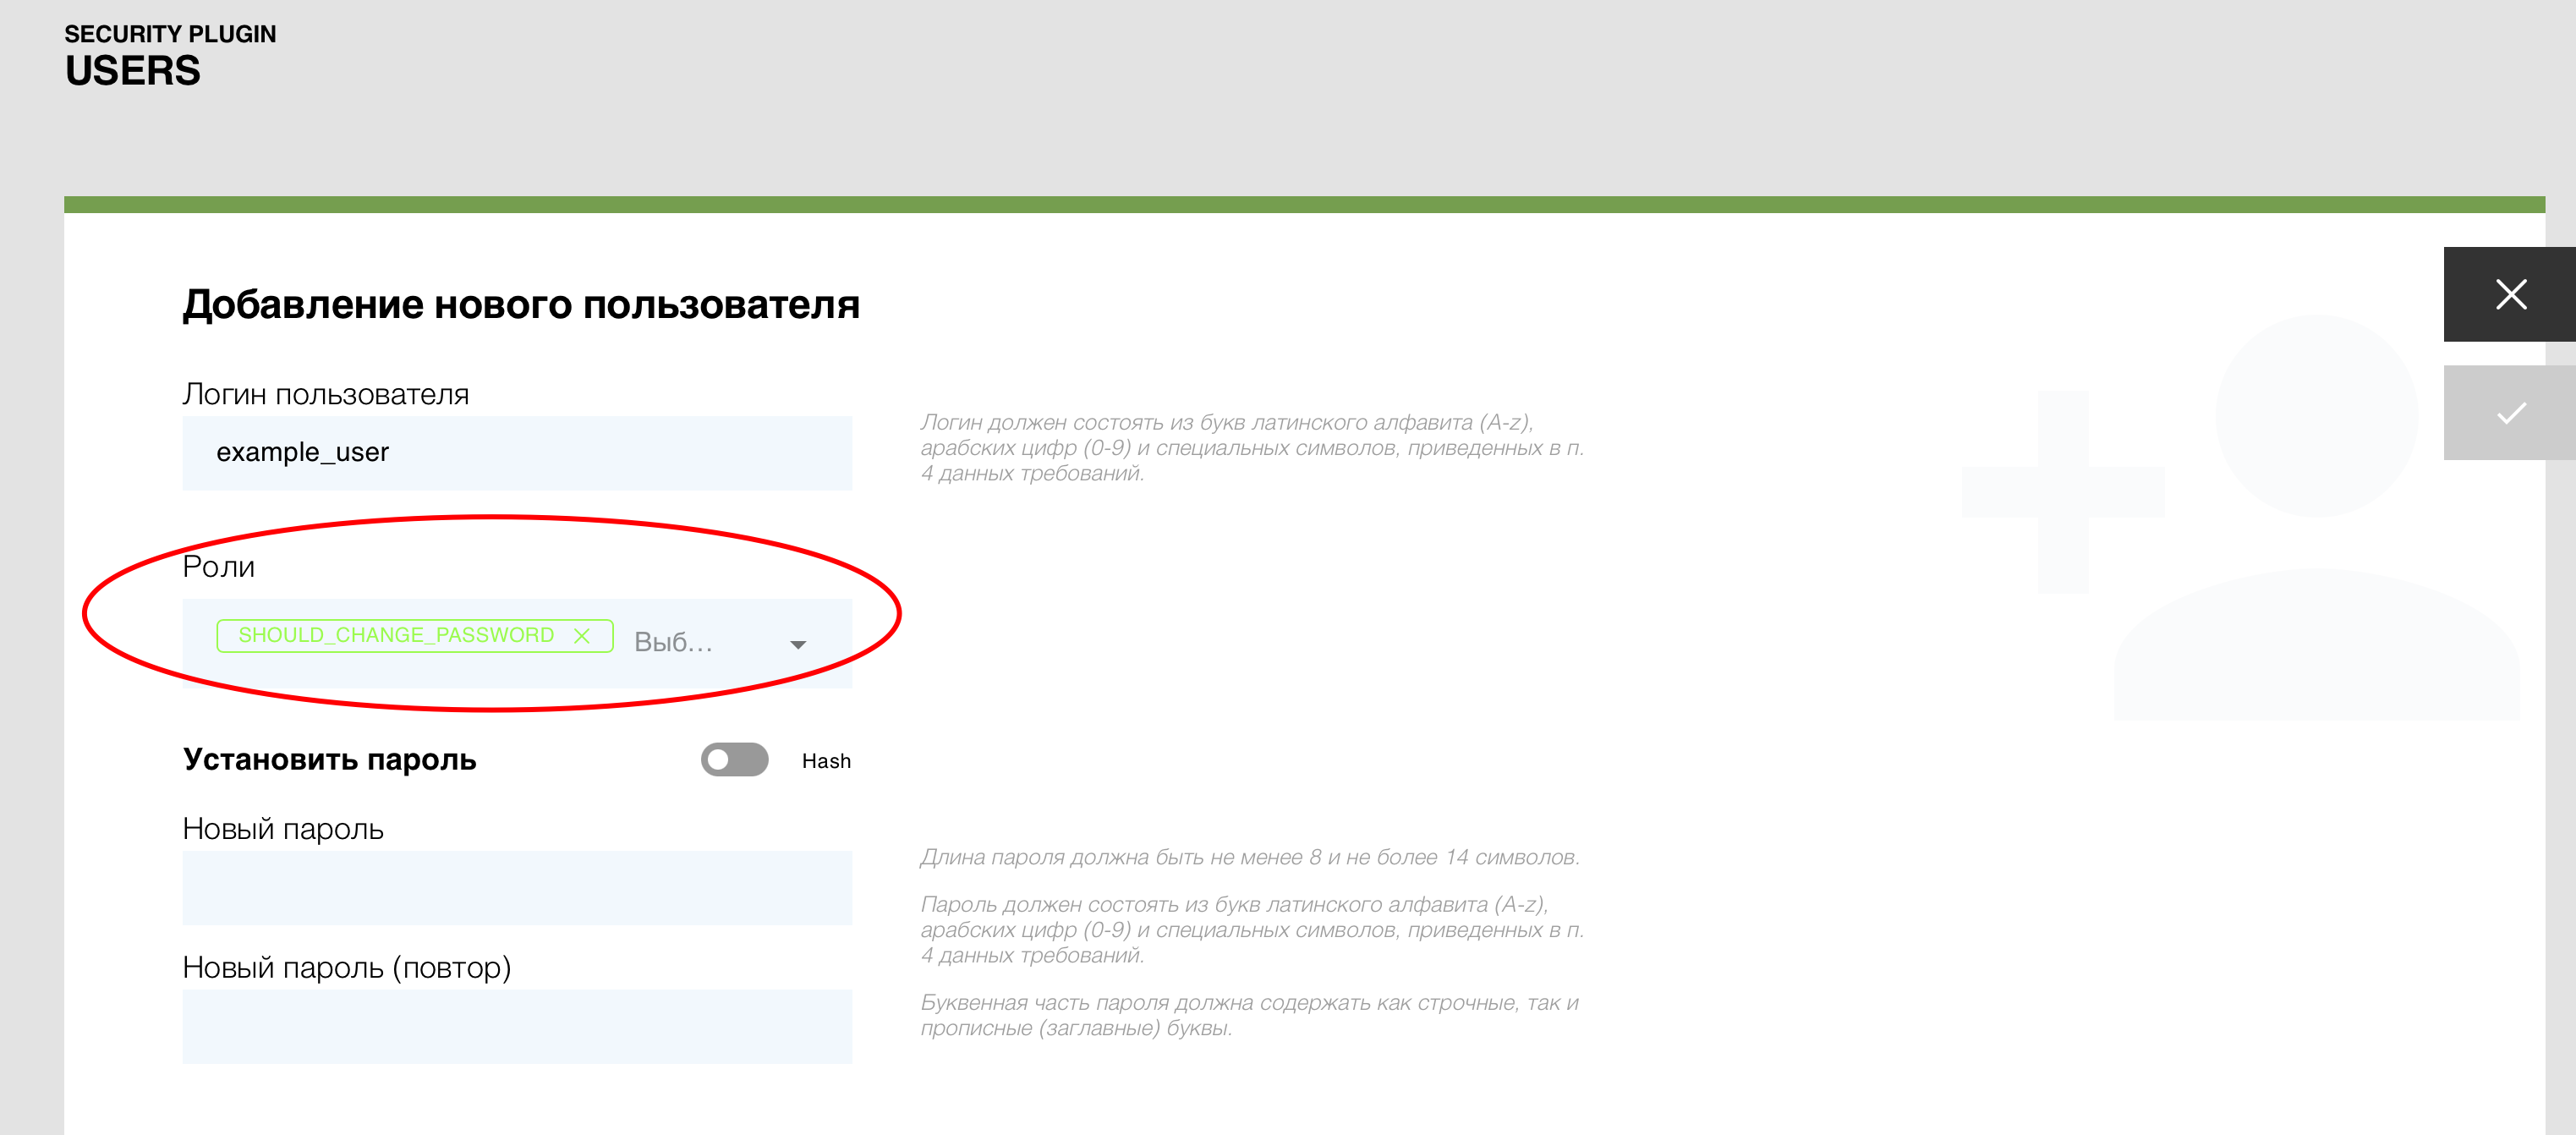 SECURITY PLUGIN
USERS
Добавление нового пользователя
Логин пользователя
example_user
Логин должен состоять из букв латинского алфавита (A-z),
арабских цифр (0-9) и специальных символов, приведенных в п.
4 данных требований.
Роли
SHOULD_CHANGE_PASSWORD
Выб...
Установить пароль
Hash
Новый пароль
Длина пароля должна быть не менее 8 и не более 14 символов.
Пароль должен состоять из букв латинского алфавита (A-z),
арабских цифр (0-9) и специальных символов, приведенных в п.
4 данных требований.
Новый пароль (повтор)
Буквенная часть пароля должна содержать как строчные, так и
прописные (заглавные) буквы.